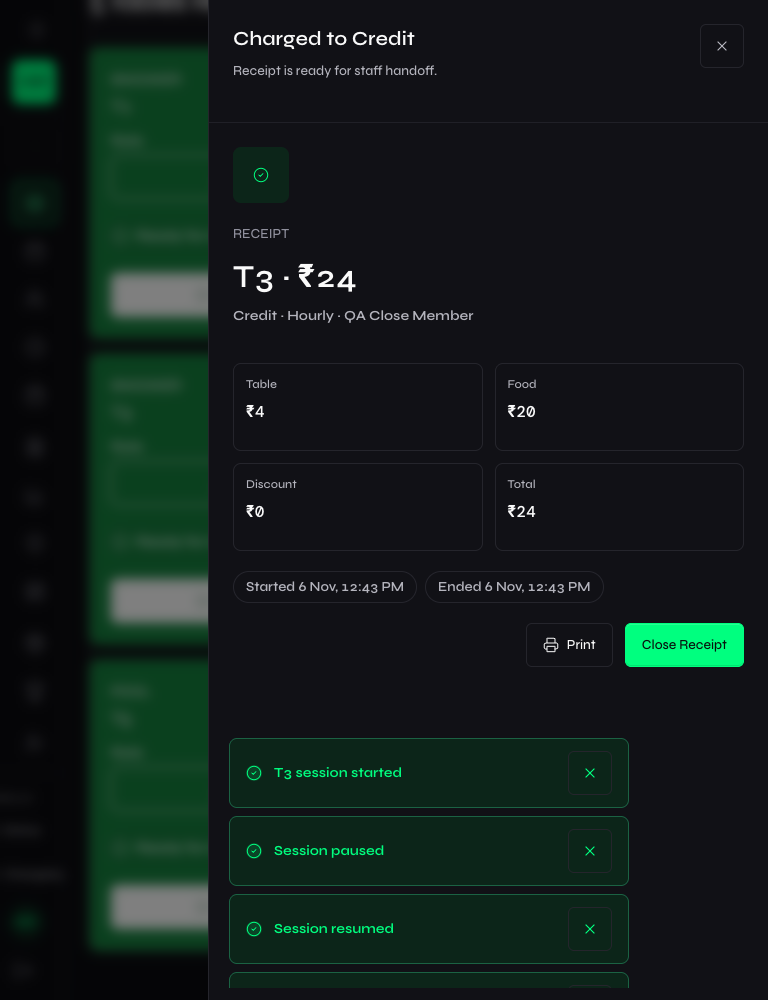 Charged to Credit
Receipt is ready for staff handoff.
RECEIPT
T3 · ₹24
Credit · Hourly · QA Close Member
Table
₹4
Food
₹20
Discount
₹0
Total
₹24
Started 6 Nov, 12:43 PM
Ended 6 Nov, 12:43 PM
Print
Close Receipt
T3 session started
Session paused
Session resumed